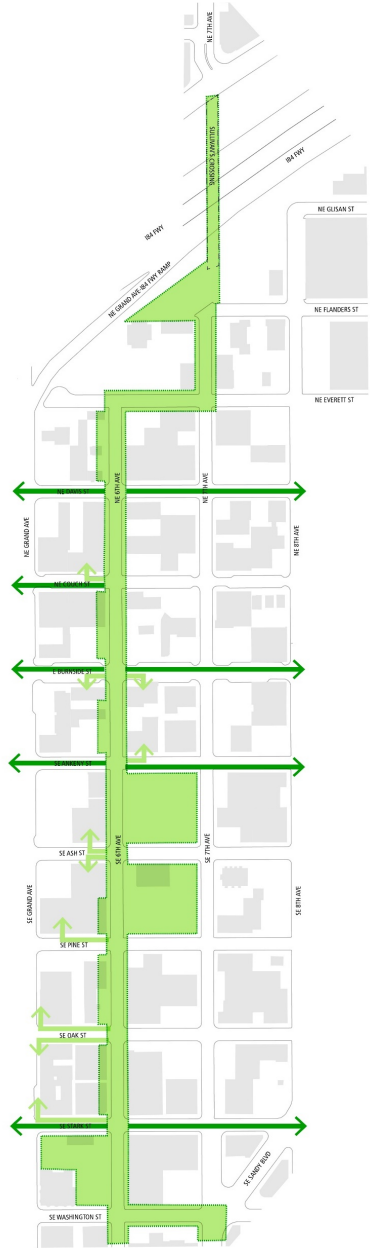 NE 7TH AVE
SULLIVAN'S CROSSING
I84 FWY
I84 FWY
NE GLISAN ST
NE GRAND AVE-I84 FWY RAMP
NE FLANDERS ST
NE EVERETT ST
NE DAVIS ST
NE 6TH AVE
NE 7TH AVE
NE GRAND AVE
NE 8TH AVE
NE COUCH ST
E BURNSIDE ST
SE ANKENY ST
SE 6TH AVE
SE 7TH AVE
SE ASH ST
SE GRAND AVE
SE 8TH AVE
SE PINE ST
SE OAK ST
SE STARK ST
SE SANDY BLVD
SE WASHINGTON ST